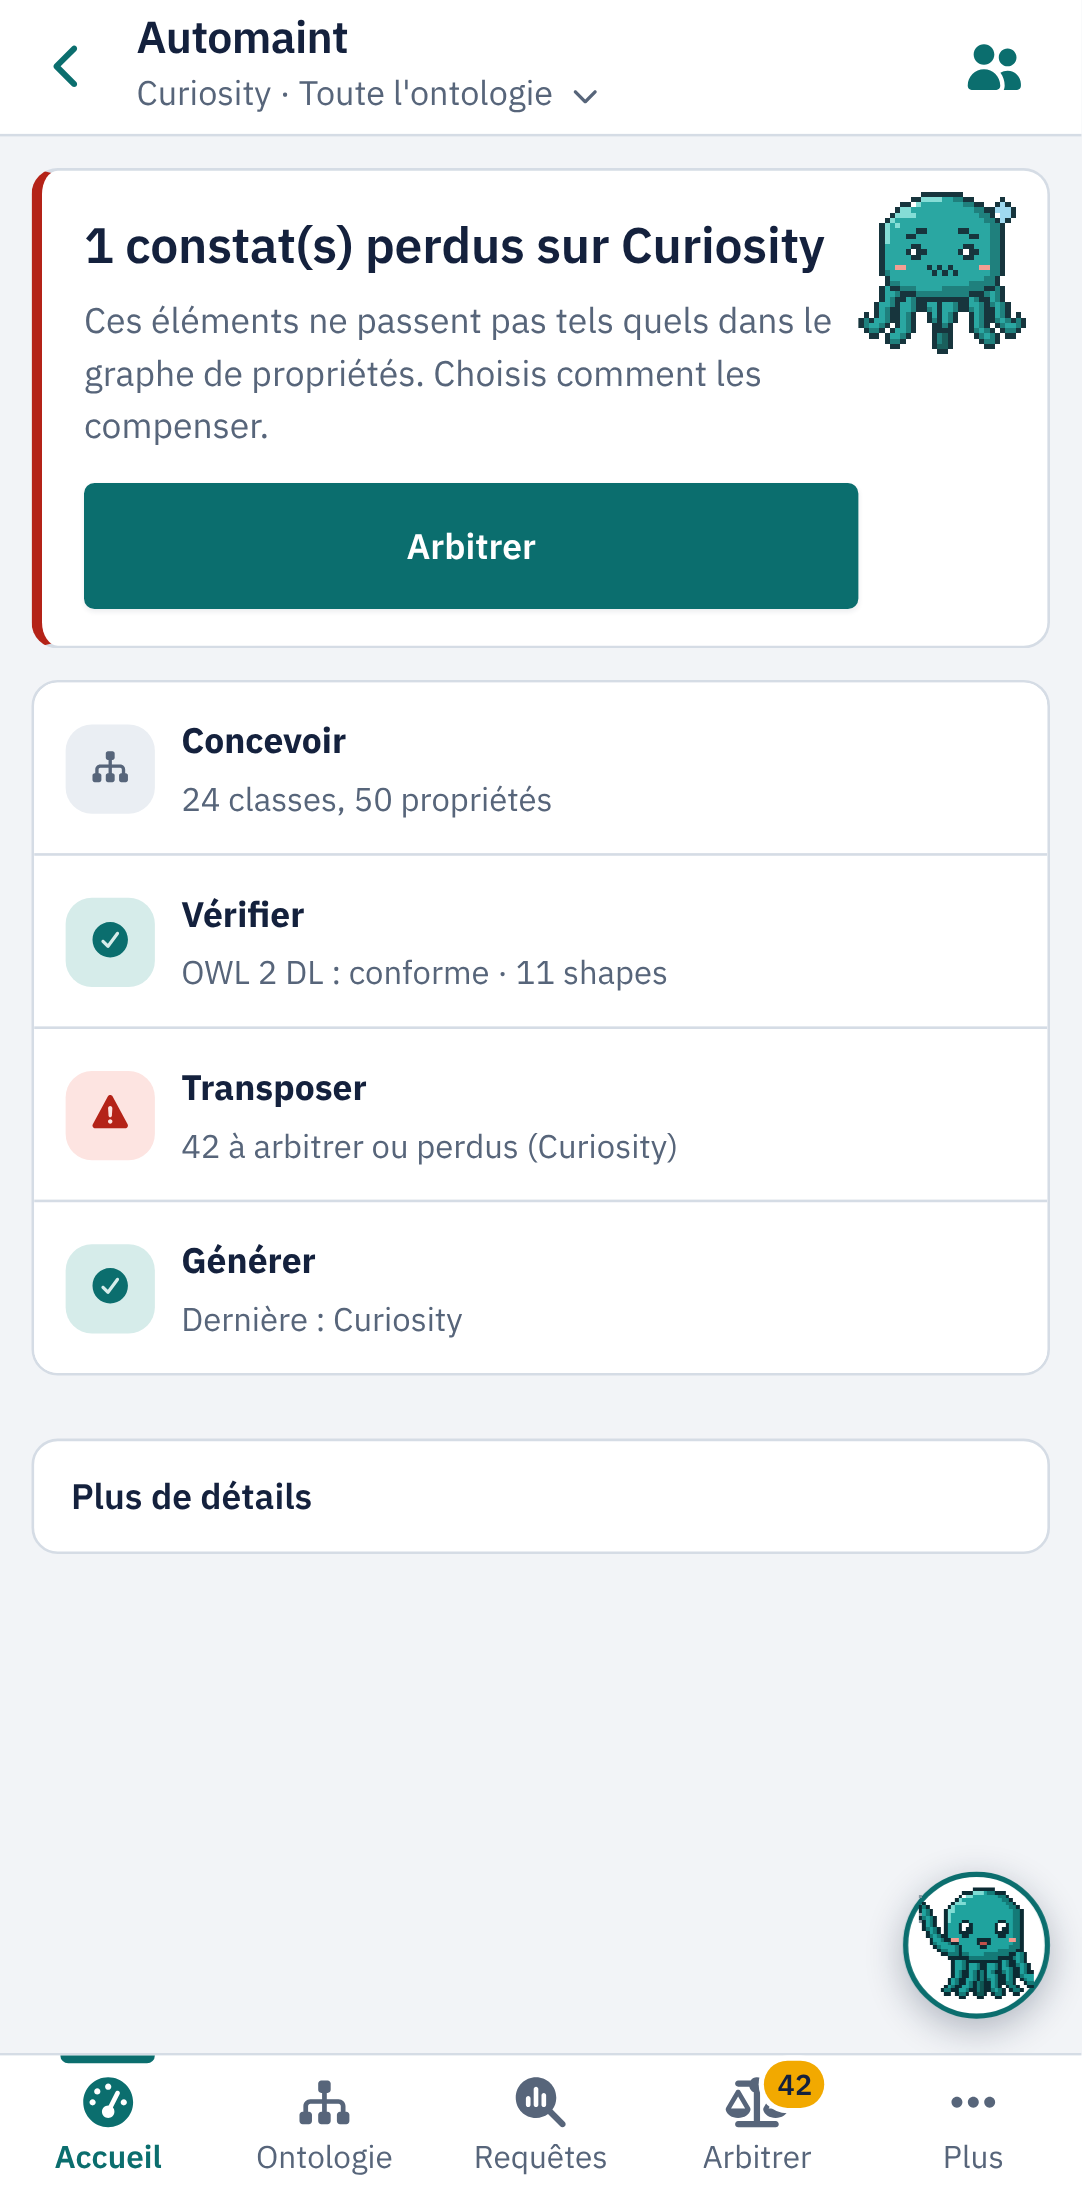 Automaint
Curiosity · Toute l'ontologie
1 constat(s) perdus sur Curiosity
Ces éléments ne passent pas tels quels dans le
graphe de propriétés. Choisis comment les
compenser.
Arbitrer
Concevoir
24 classes, 50 propriétés
Vérifier
OWL 2 DL : conforme · 11 shapes
Transposer
42 à arbitrer ou perdus (Curiosity)
Générer
Dernière : Curiosity
Plus de détails
42
Accueil
Ontologie
Requêtes
Arbitrer
Plus